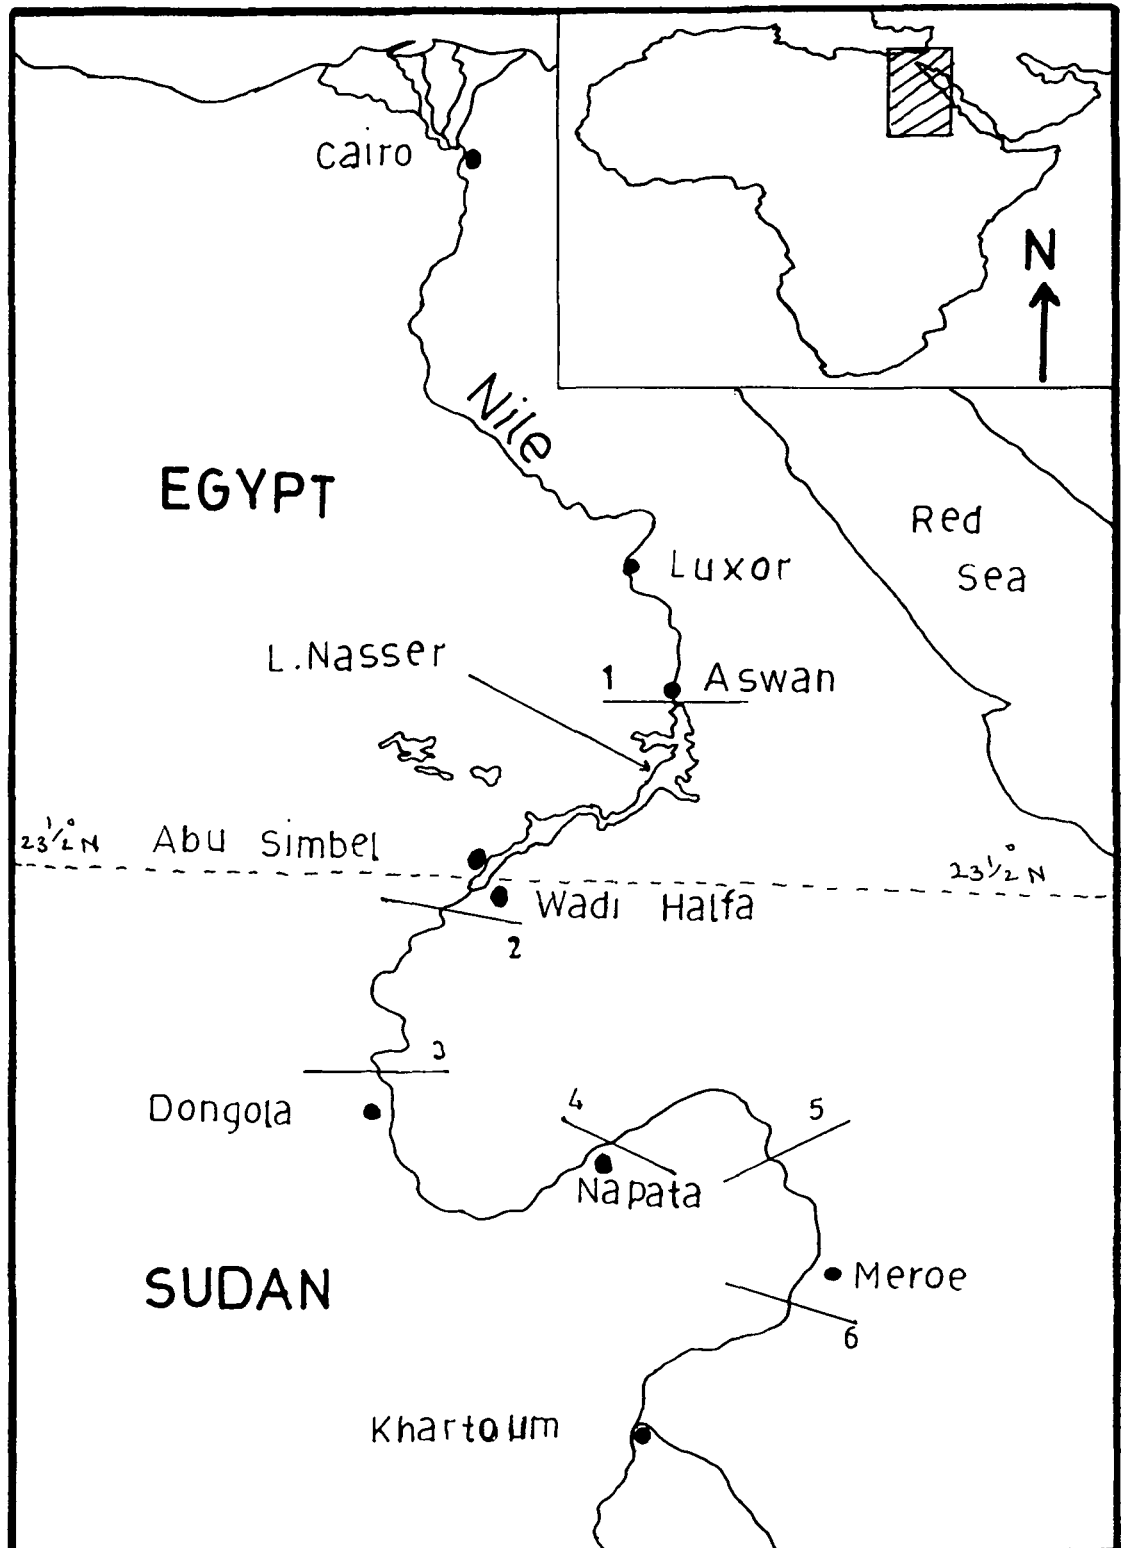 Cairo
N
Nile
EGYPT
Red
Sea
Luxor
L.Nasser
1
Aswan
23½° N
Abu Simbel
23½° N
Wadi Halfa
2
3
Dongola
4
5
Napata
SUDAN
Meroe
6
Khartoum